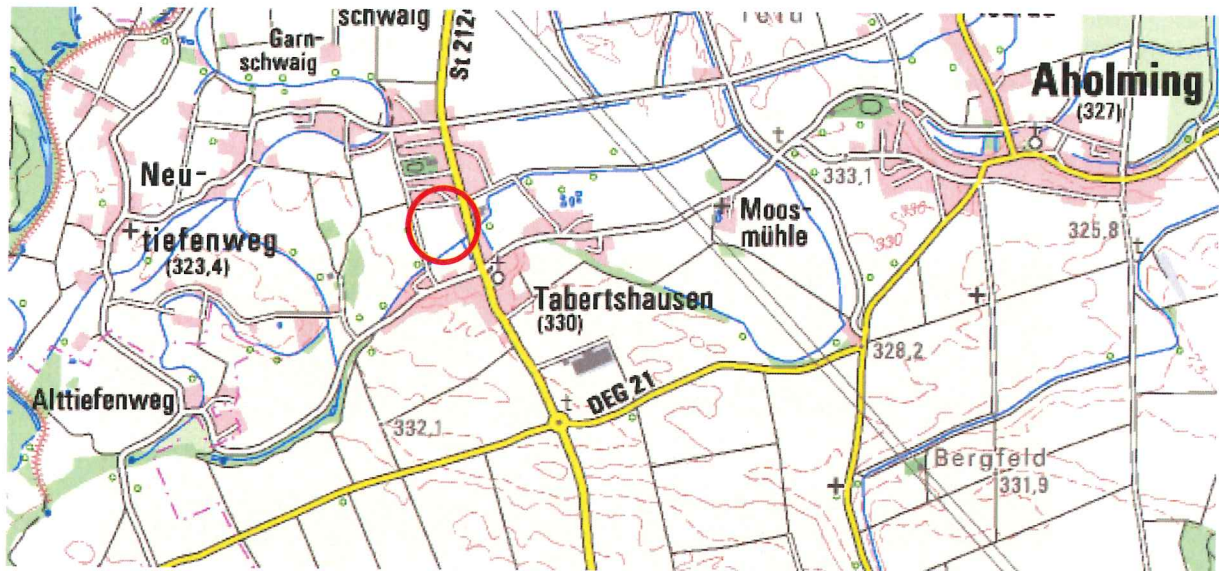 schwaig
Garn-
schwaig
St 2124
Aholming
(327)
Neu-
tiefenweg
(323,4)
333,1
Moos-
mühle
330
325,8
Tabertshausen
(330)
328,2
DEG 21
Alttiefenweg
332,1
Bergfeld
331,9